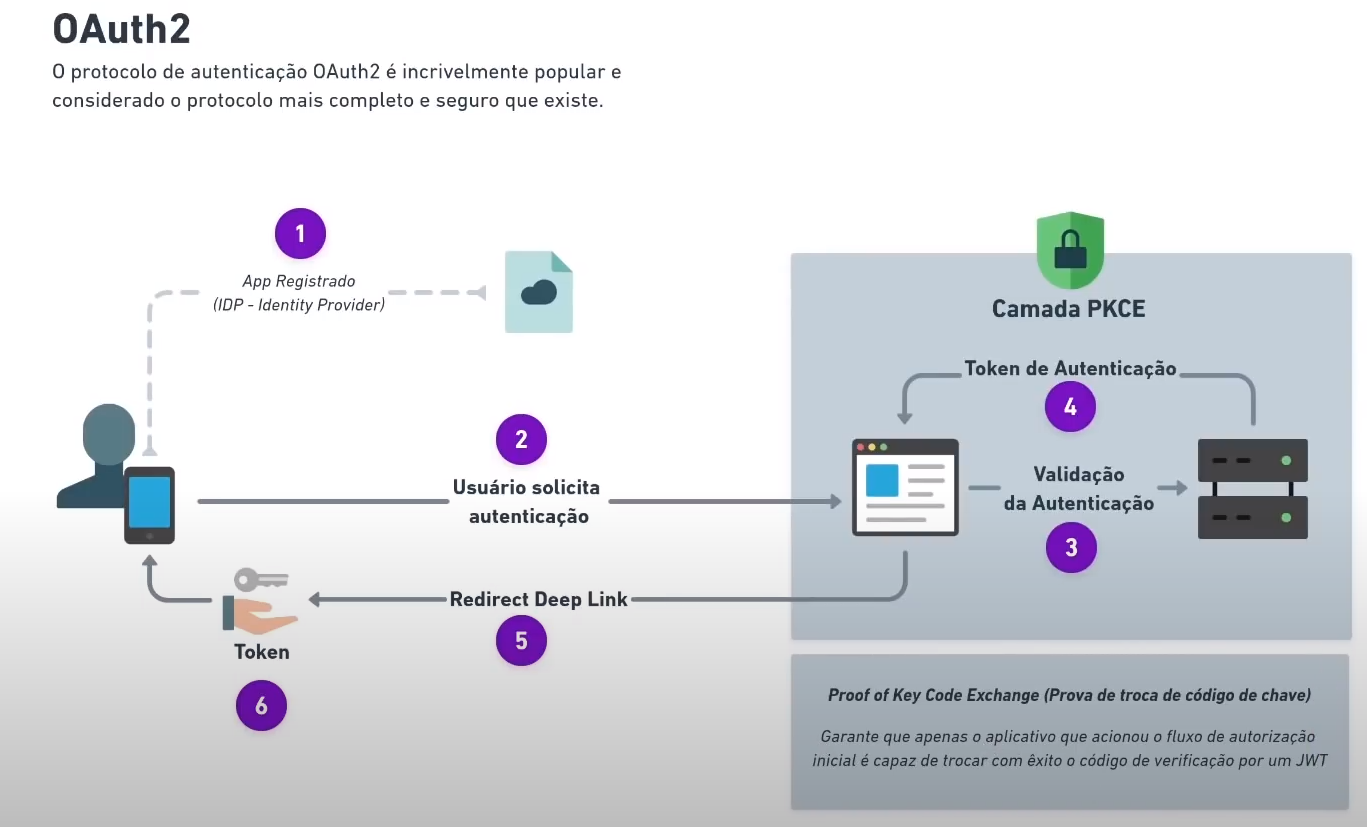 OAuth2
O protocolo de autenticação OAuth2 é incrivelmente popular e
considerado o protocolo mais completo e seguro que existe.
1
App Registrado
(IDP - Identity Provider)
Camada PKCE
Token de Autenticação
4
2
Usuário solicita
autenticação
Validação
da Autenticação
3
Redirect Deep Link
5
Token
6
Proof of Key Code Exchange (Prova de troca de código de chave)
Garante que apenas o aplicativo que acionou o fluxo de autorização
inicial é capaz de trocar com êxito o código de verificação por um JWT